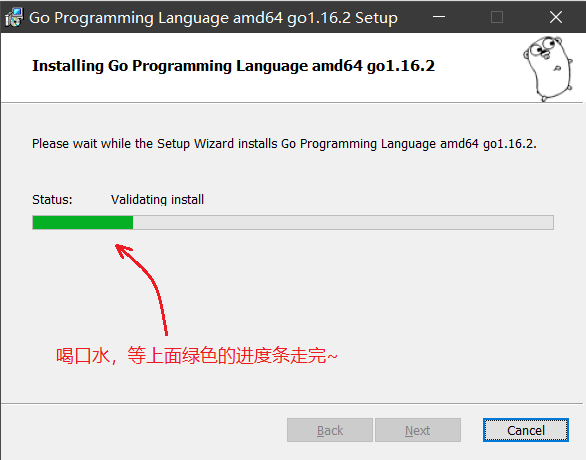 Go Programming Language amd64 go1.16.2 Setup
Installing Go Programming Language amd64 go1.16.2
Please wait while the Setup Wizard installs Go Programming Language amd64 go1.16.2.
Status: Validating install
喝口水，等上面绿色的进度条走完~
Back Next Cancel